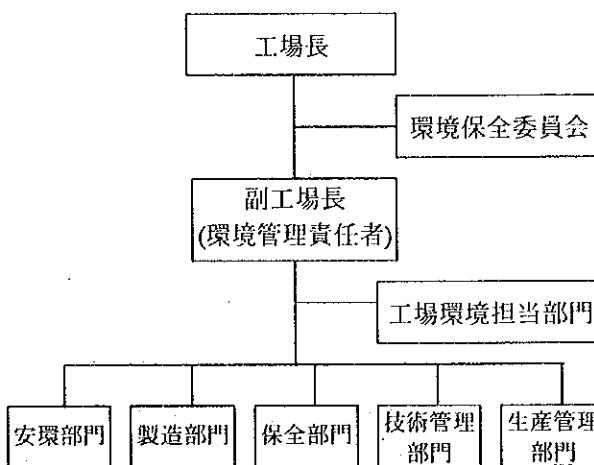 工場長
環境保全委員会
副工場長
(環境管理責任者)
工場環境担当部門
安環部門
製造部門
保全部門
技術管理
部門
生産管理
部門